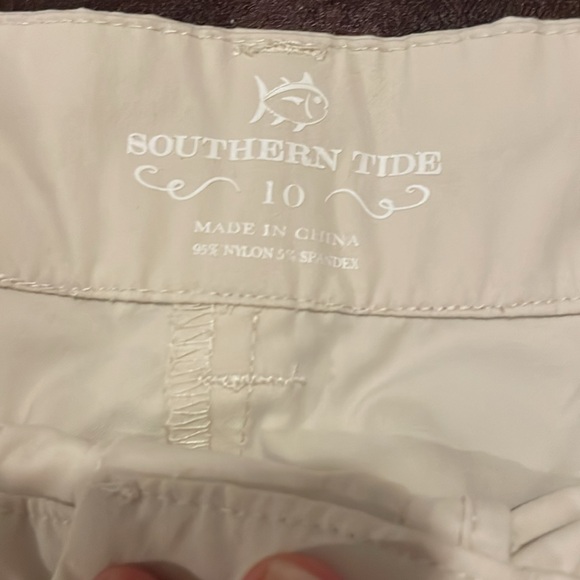 SOUTHERN TIDE
10
MADE IN CHINA
95% NYLON 5% SPANDEX